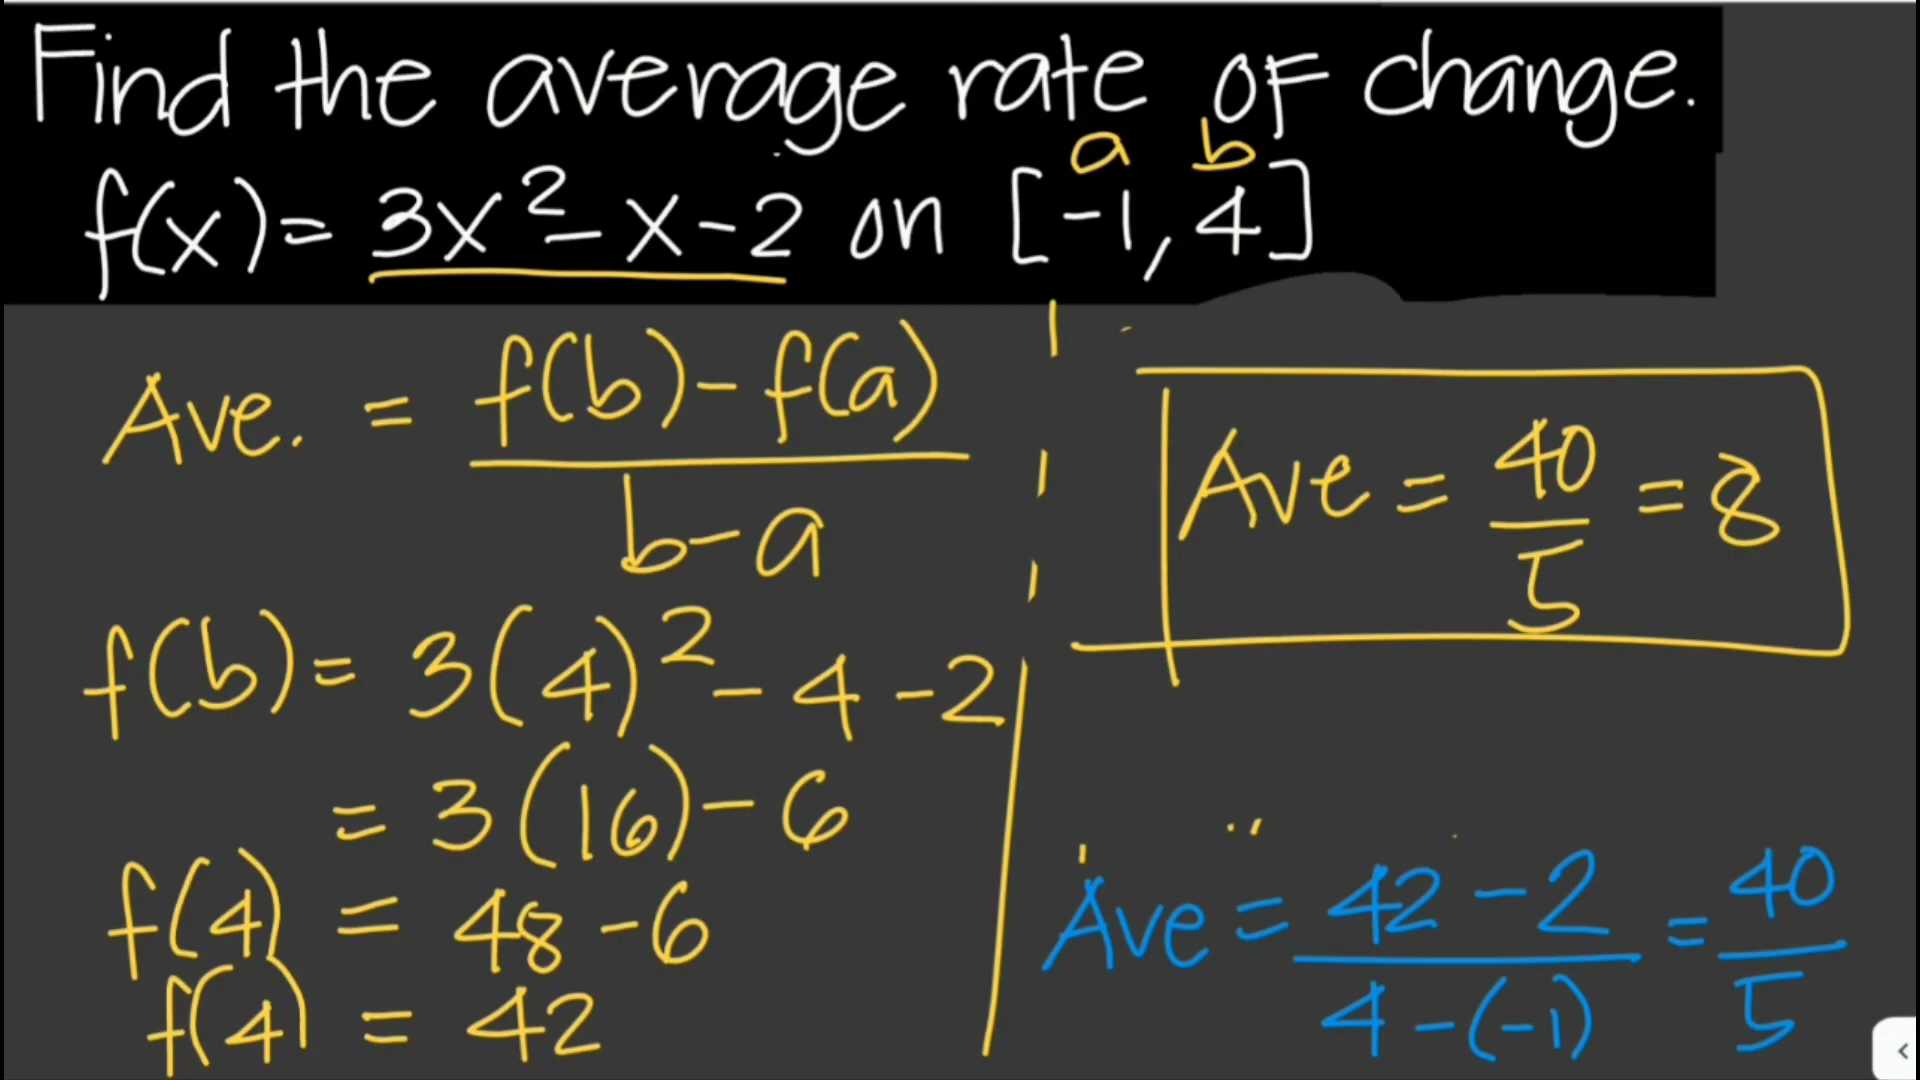 Find the average rate of change.
a b
f(x) = 3x² - x - 2 on [-1, 4]
Ave. = f(b) - f(a)
b - a
f(b) = 3(4)² - 4 - 2
= 3(16) - 6
f(4) = 48 - 6
f(4) = 42
Ave = 40/5 = 8
Ave = 42 - 2 / 4 - (-1) = 40/5